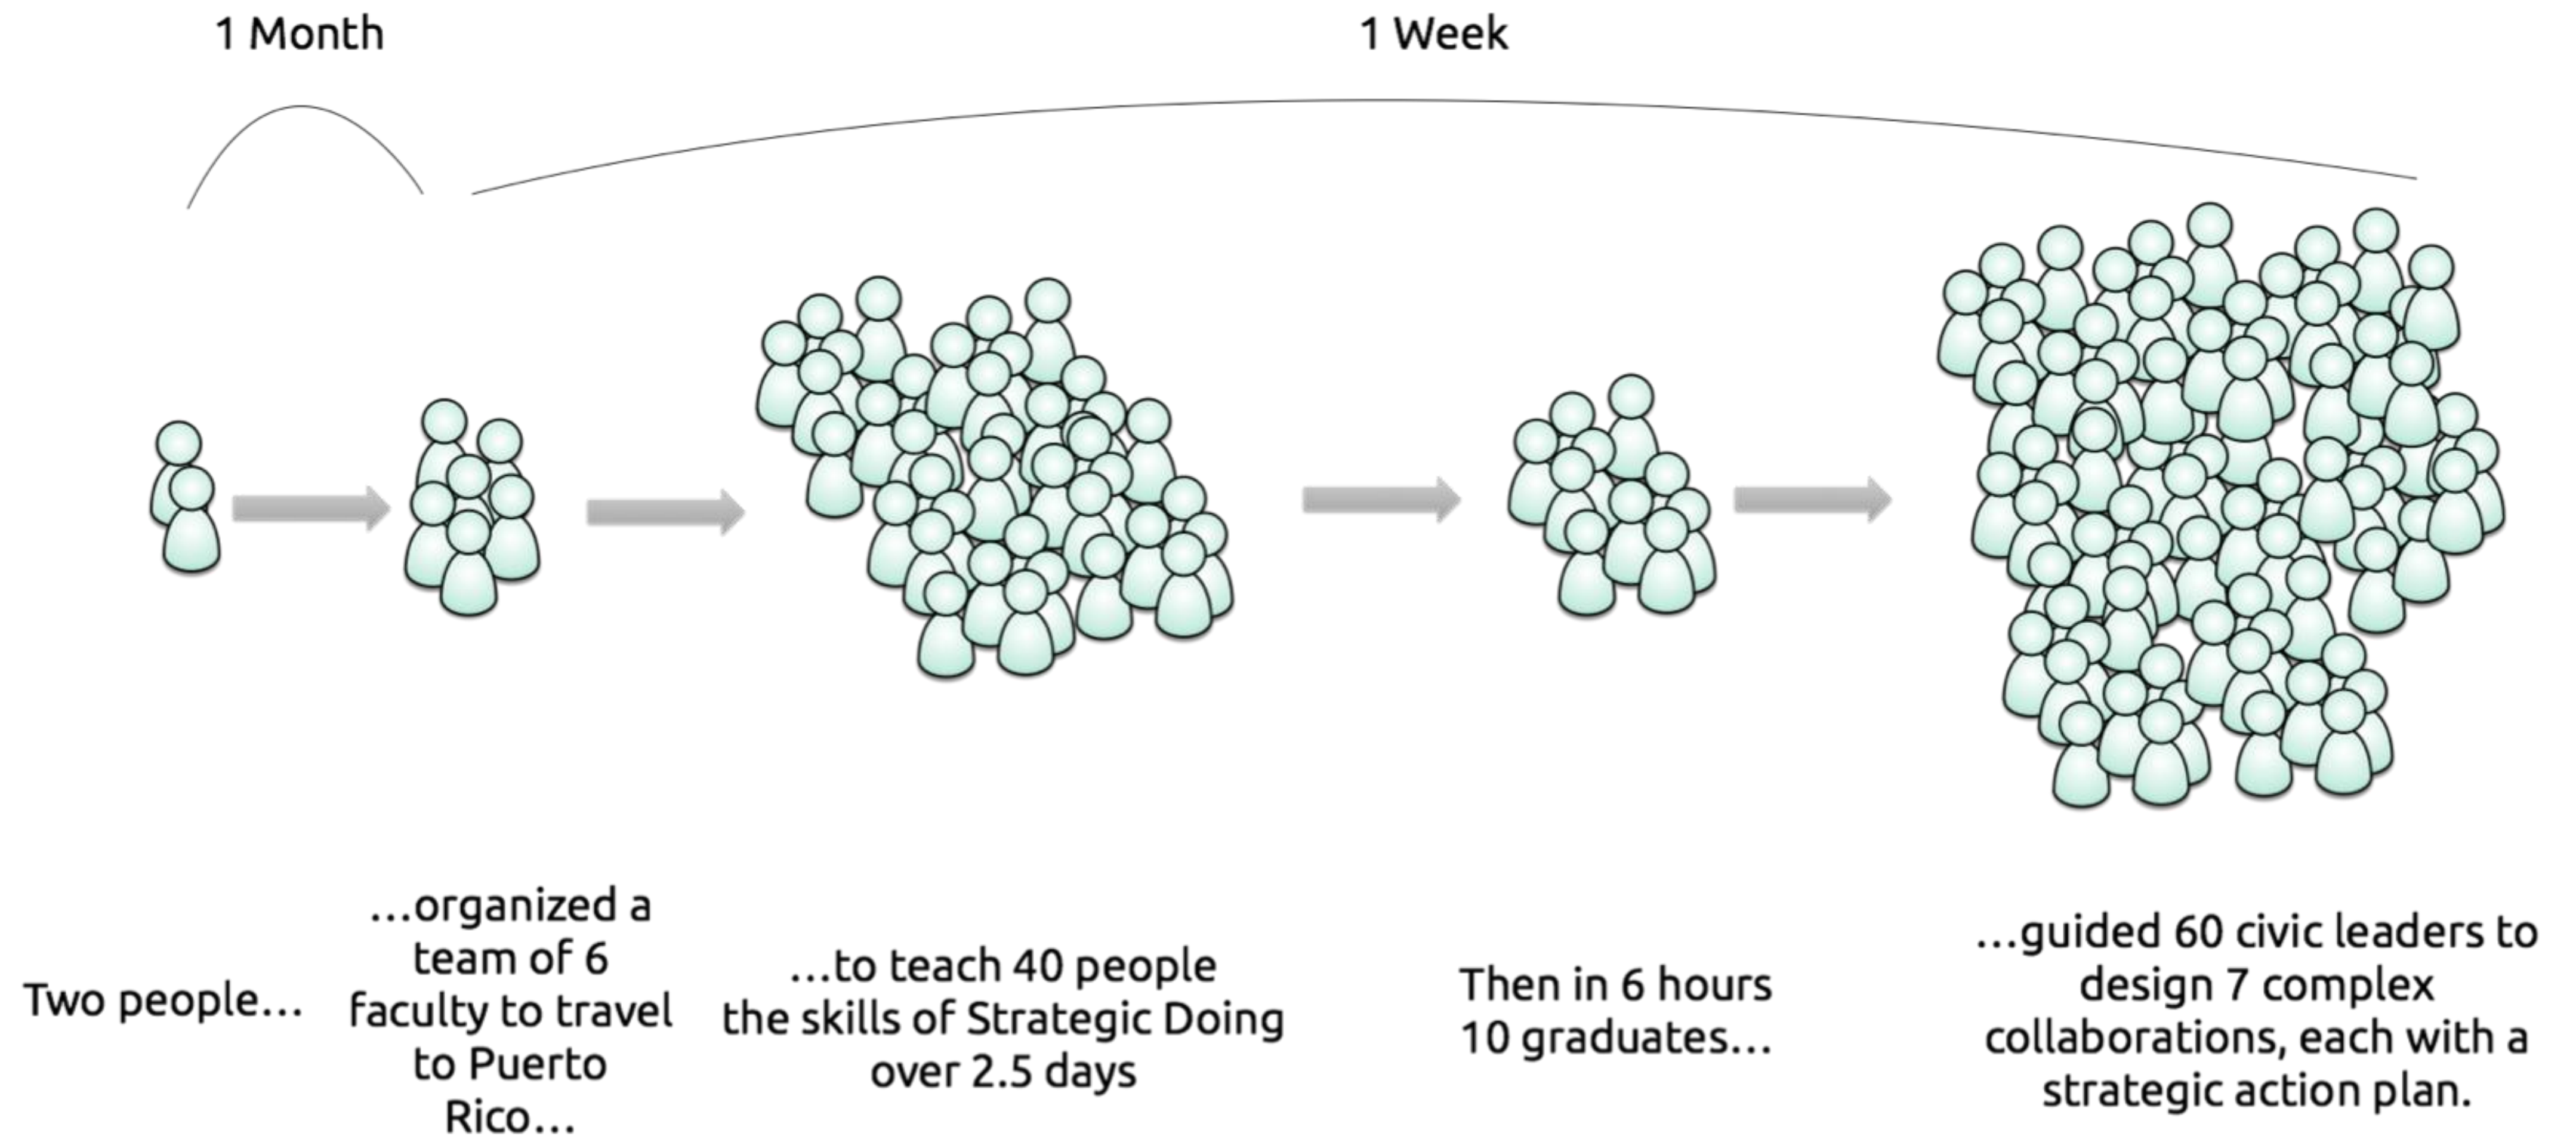 1 Month
1 Week
Two people…
…organized a
team of 6
faculty to travel
to Puerto
Rico…
…to teach 40 people
the skills of Strategic Doing
over 2.5 days
Then in 6 hours
10 graduates…
…guided 60 civic leaders to
design 7 complex
collaborations, each with a
strategic action plan.